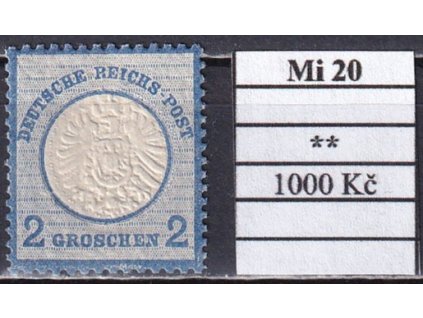 DEUTSCHE REICHS-POST
2 GROSCHEN 2
Mi 20
**
1000 Kč